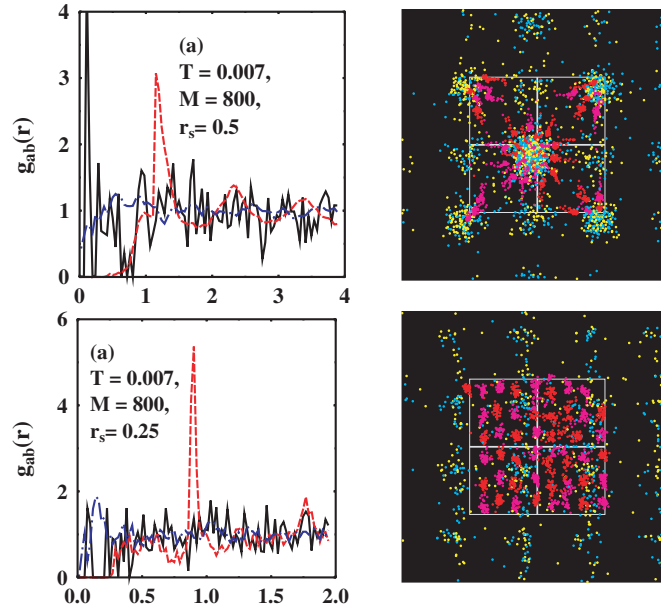 4
3
2
1
0
g_ab(r)
(a)
T = 0.007,
M = 800,
r_s= 0.5
0 1 2 3 4
6
4
2
0
g_ab(r)
(a)
T = 0.007,
M = 800,
r_s = 0.25
0.0 0.5 1.0 1.5 2.0